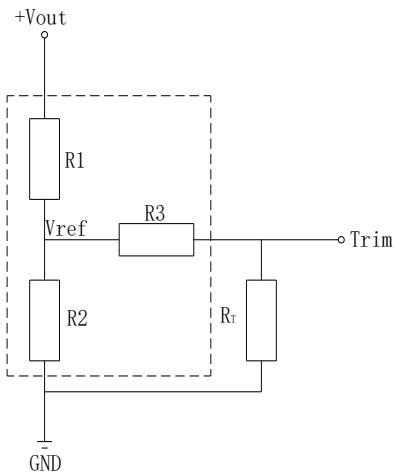 +Vout
R1
Vref
R3
Trim
R2
RT
GND